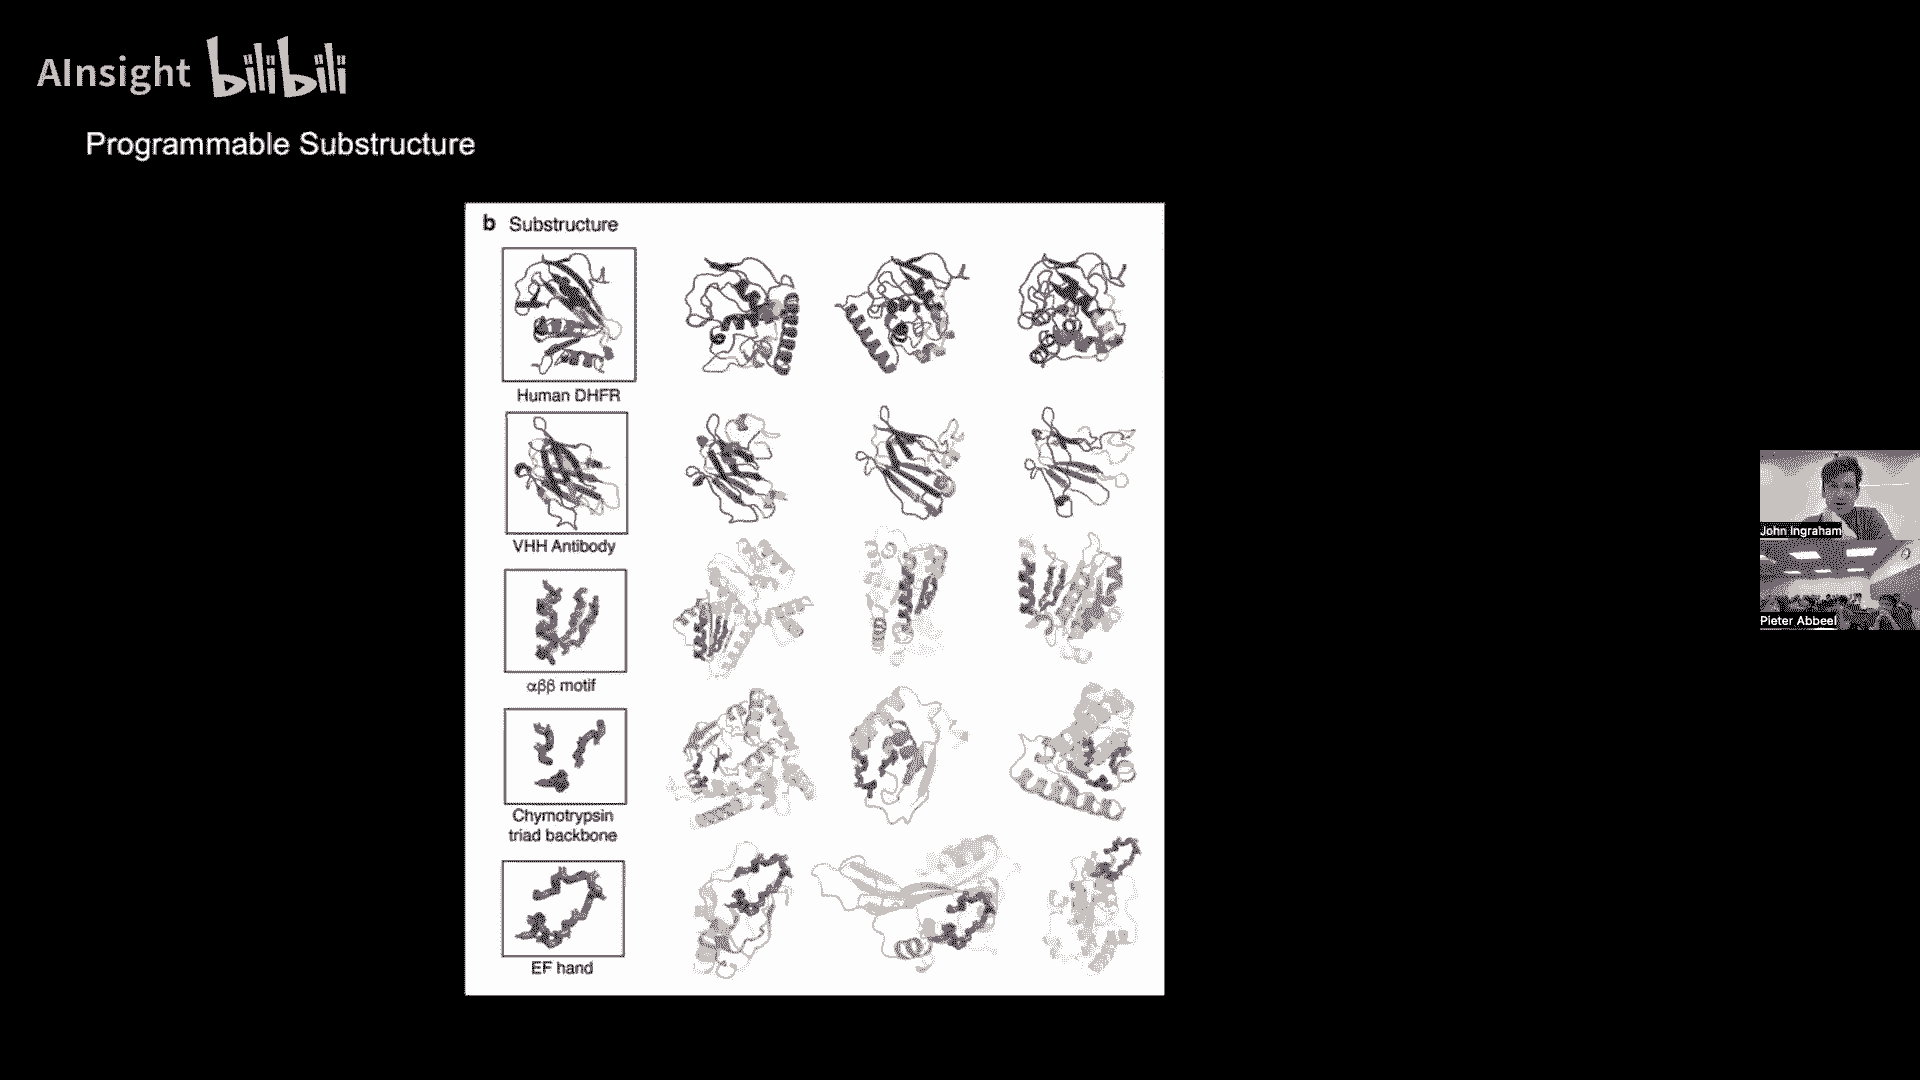 AInsight bilibili
Programmable Substructure
b Substructure
Human DHFR
VHH Antibody
αββ motif
Chymotrypsin
triad backbone
EF hand
John Ingraham
Pieter Abbeel